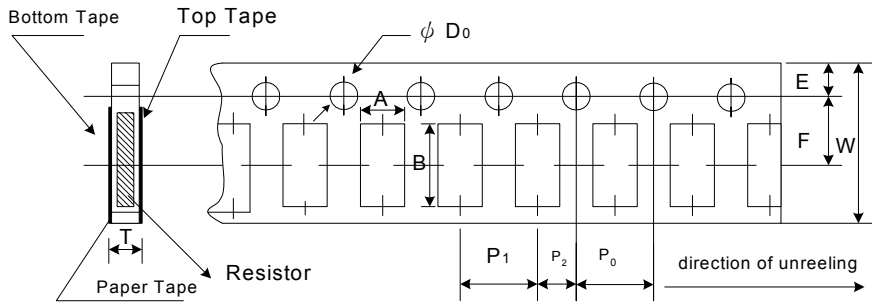 Bottom Tape
Top Tape
ϕ D0
A
E
B
F
W
T
P1
P2
P0
Resistor
direction of unreeling
Paper Tape